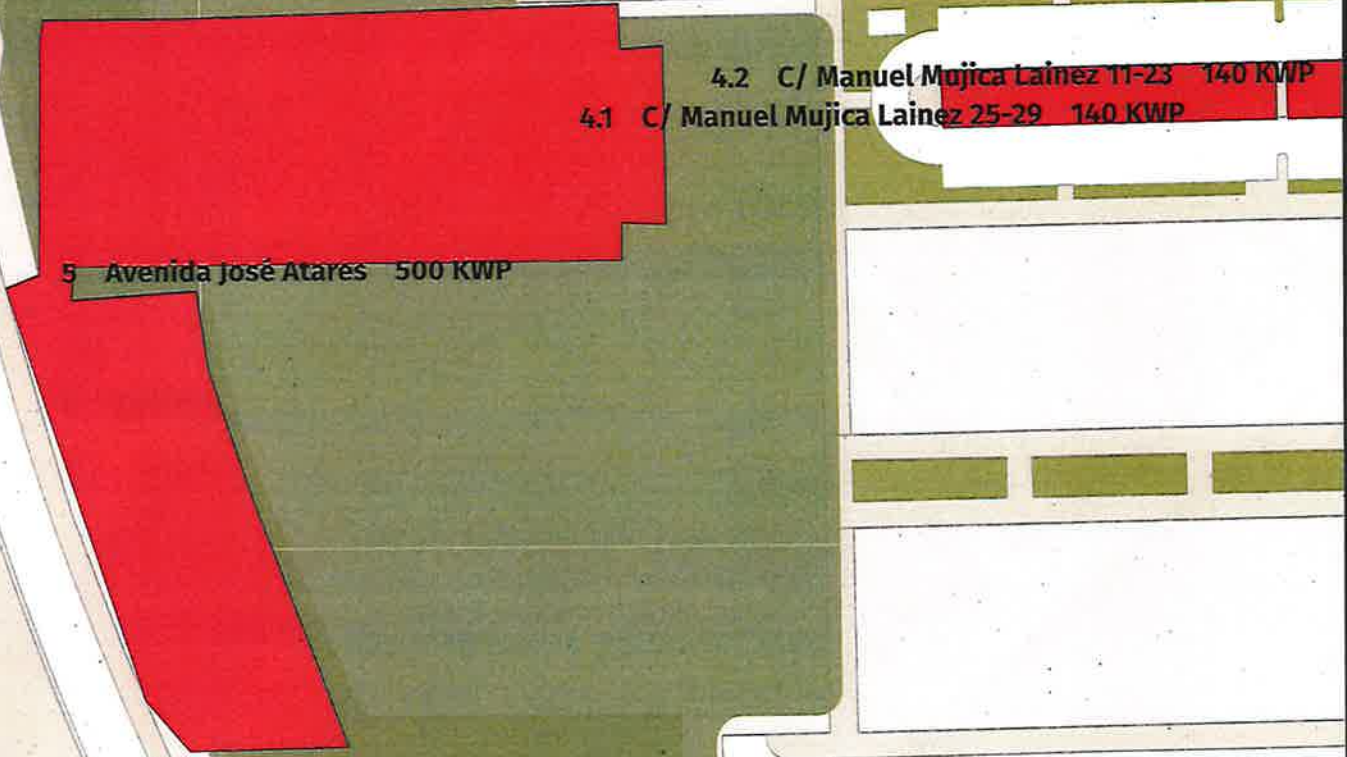 4.2 C/ Manuel Mujica Lainez 11-23 140 KWP
4.1 C/ Manuel Mujica Lainez 25-29 140 KWP
5 Avenida José Atares 500 KWP